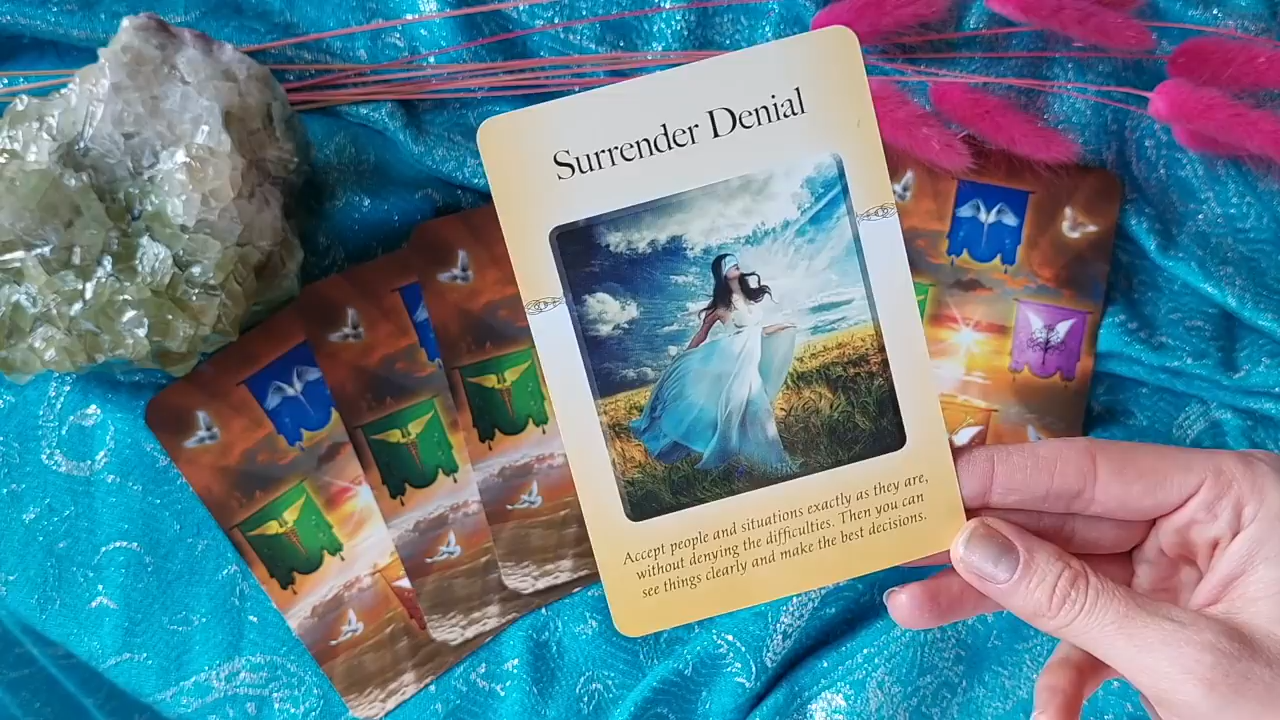 Surrender Denial
Accept people and situations exactly as they are,
without denying the difficulties. Then you can
see things clearly and make the best decisions.